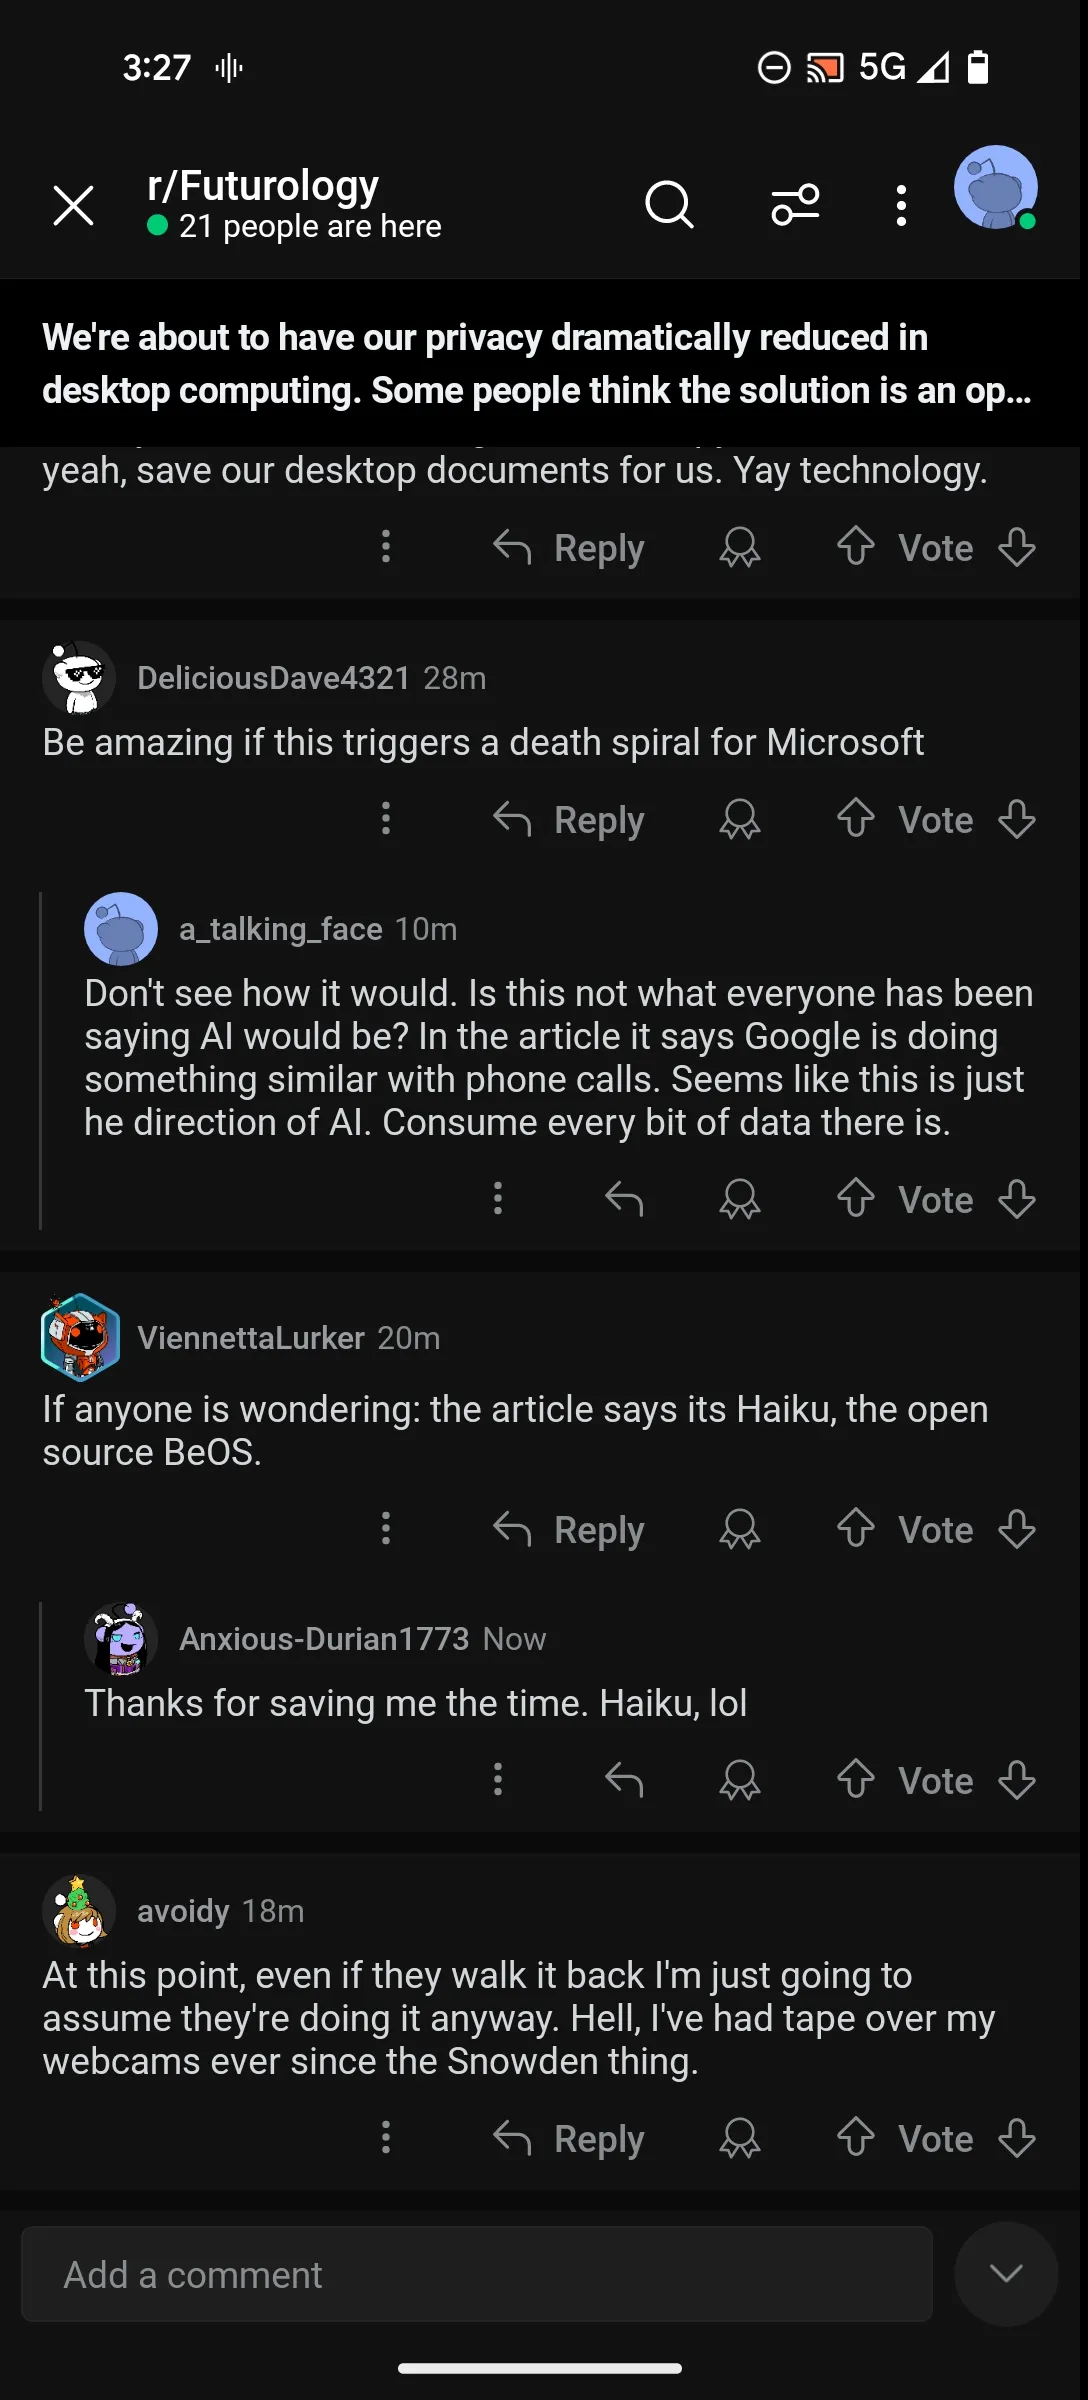 3:27
5G
r/Futurology
21 people are here
We're about to have our privacy dramatically reduced in
desktop computing. Some people think the solution is an op...
yeah, save our desktop documents for us. Yay technology.
Reply Vote
DeliciousDave4321 28m
Be amazing if this triggers a death spiral for Microsoft
Reply Vote
a_talking_face 10m
Don't see how it would. Is this not what everyone has been
saying AI would be? In the article it says Google is doing
something similar with phone calls. Seems like this is just
he direction of AI. Consume every bit of data there is.
Vote
ViennettaLurker 20m
If anyone is wondering: the article says its Haiku, the open
source BeOS.
Reply Vote
Anxious-Durian1773 Now
Thanks for saving me the time. Haiku, lol
Vote
avoidy 18m
At this point, even if they walk it back I'm just going to
assume they're doing it anyway. Hell, I've had tape over my
webcams ever since the Snowden thing.
Reply Vote
Add a comment